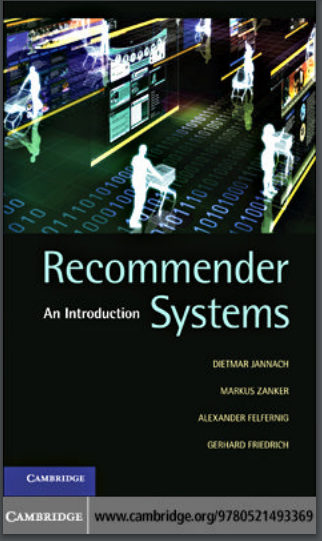 Recommender
An Introduction Systems
DIETMAR JANNACH
MARKUS ZANKER
ALEXANDER FELFERNIG
GERHARD FRIEDRICH
CAMBRIDGE
CAMBRIDGE www.cambridge.org/9780521493369